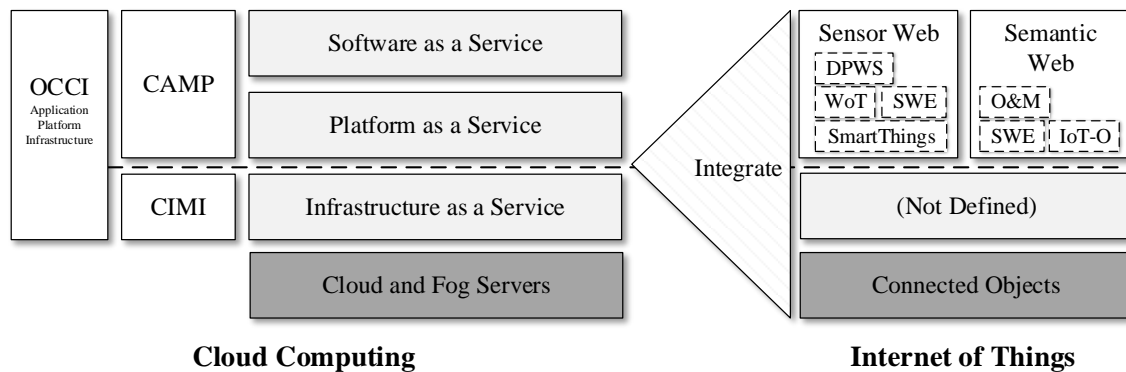 OCCI
Application
Platform
Infrastructure
CAMP
CIMI
Software as a Service
Platform as a Service
Infrastructure as a Service
Cloud and Fog Servers
Cloud Computing
Integrate
Sensor Web
DPWS
WoT
SWE
SmartThings
Semantic
Web
O&M
SWE
IoT-O
(Not Defined)
Connected Objects
Internet of Things